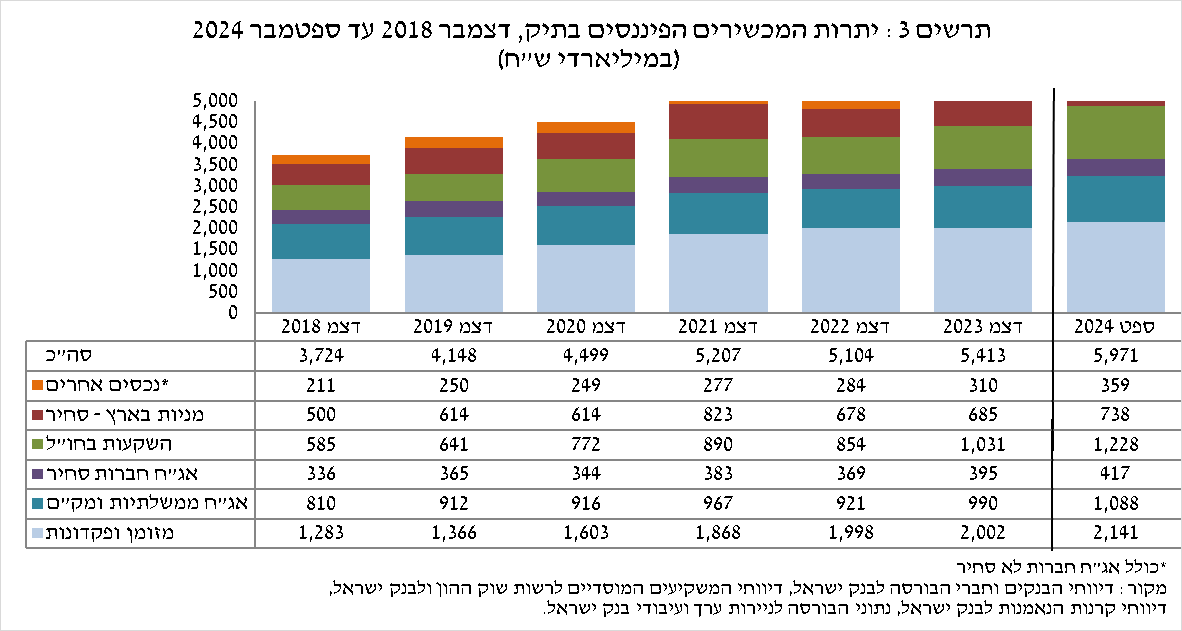 תרשים 3 : יתרות המכשירים הפיננסים בתיק, דצמבר 2018 עד ספטמבר 2024
(במיליארדי ש"ח)
5,000
4,500
4,000
3,500
3,000
2,500
2,000
1,500
1,000
500
0
דצמ 2018 דצמ 2019 דצמ 2020 דצמ 2021 דצמ 2022 דצמ 2023 ספט 2024
סה"כ 3,724 4,148 4,499 5,207 5,104 5,413 5,971
נכסים אחרים* 211 250 249 277 284 310 359
מניות בארץ - סחיר 500 614 614 823 678 685 738
השקעות בחו"ל 585 641 772 890 854 1,031 1,228
אג"ח חברות סחיר 336 365 344 383 369 395 417
אג"ח ממשלתיות ומק"ם 810 912 916 967 921 990 1,088
מזומן ופקדונות 1,283 1,366 1,603 1,868 1,998 2,002 2,141
*כולל אג"ח חברות לא סחיר
מקור : דיווחי הבנקים וחברי הבורסה לבנק ישראל, דיווחי המשקיעים המוסדיים לרשות שוק ההון ולבנק ישראל,
דיווחי קרנות הנאמנות לבנק ישראל, נתוני הבורסה לניירות ערך ועיבודי בנק ישראל.